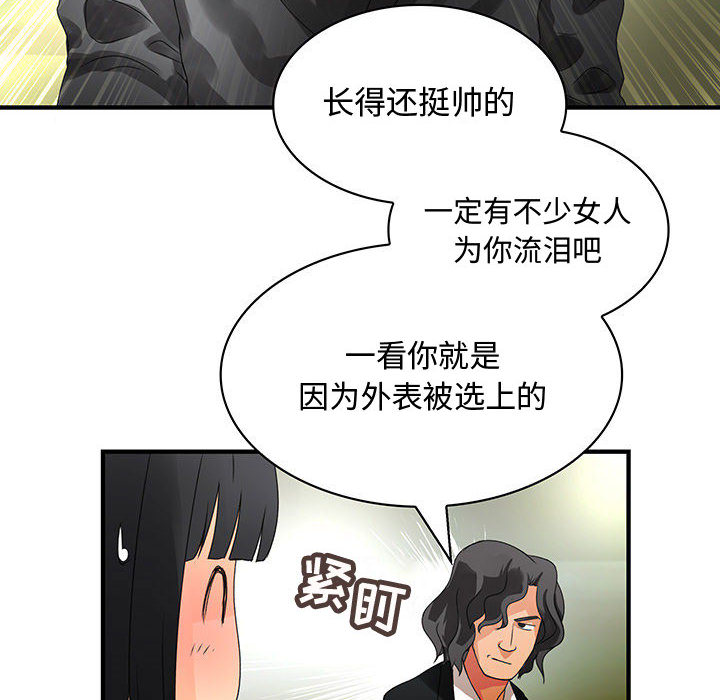 长得还挺帅的
一定有不少女人
为你流泪吧
一看你就是
因为外表被选上的
紧盯